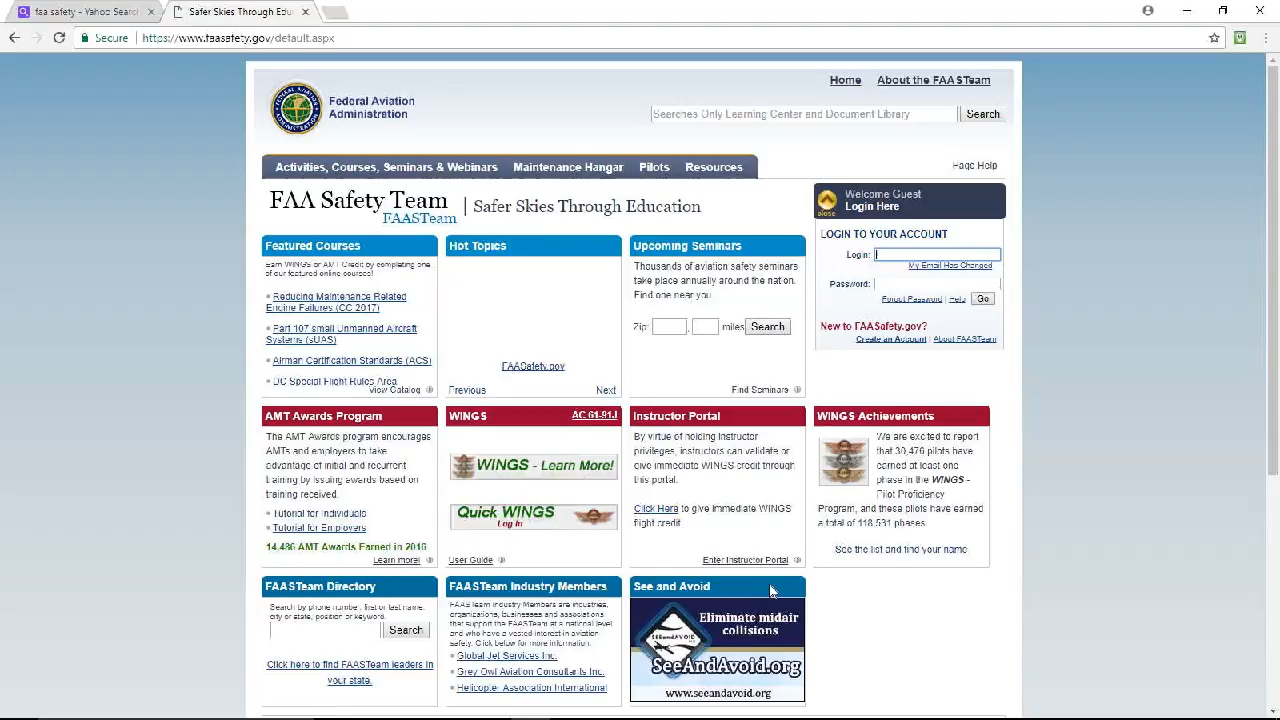 faa safety - Yahoo Search
Safer Skies Through Edu
Secure
https://www.faasafety.gov/default.aspx
Home
About the FAASTeam
Federal Aviation
Administration
Searches Only Learning Center and Document Library
Search
Activities, Courses, Seminars & Webinars
Maintenance Hangar
Pilots
Resources
Page Help
FAA Safety Team
FAASTeam
| Safer Skies Through Education
Welcome Guest
Login Here
close
LOGIN TO YOUR ACCOUNT
Login:
My Email Has Changed
Password:
Forgot Password | Help
Go
New to FAASafety.gov?
Create an Account | About FAASTeam
Featured Courses
Earn WINGS or AMT Credit by completing one
of our featured online courses!
Reducing Maintenance Related
Engine Failures (CC 2017)
Part 107 small Unmanned Aircraft
Systems (sUAS)
Airman Certification Standards (ACS)
DC Special Flight Rules Area
View Catalog
Hot Topics
FAASafety.gov
Previous
Next
Upcoming Seminars
Thousands of aviation safety seminars
take place annually around the nation.
Find one near you.
Zip: , miles Search
Find Seminars
AMT Awards Program
The AMT Awards program encourages
AMTs and employers to take
advantage of initial and recurrent
training by issuing awards based on
training received.
Tutorial for Individuals
Tutorial for Employers
14,486 AMT Awards Earned in 2016
Learn more!
WINGS
AC 61-91J
WINGS - Learn More!
Quick WINGS
Log In
User Guide
Instructor Portal
By virtue of holding instructor
privileges, instructors can validate or
give immediate WINGS credit through
this portal.
Click Here to give immediate WINGS
flight credit.
Enter Instructor Portal
WINGS Achievements
We are excited to report
that 30,476 pilots have
earned at least one
phase in the WINGS -
Pilot Proficiency
Program, and these pilots have earned
a total of 118,531 phases.
See the list and find your name
FAASTeam Directory
Search by phone number, first or last name,
city or state, position or keyword.
Search
Click here to find FAASTeam leaders in
your state.
FAASTeam Industry Members
FAASTeam Industry Members are industries,
organizations, businesses and associations
that support the FAASTeam at a national level
and who have a vested interest in aviation
safety. Click below for more information.
Global Jet Services Inc.
Grey Owl Aviation Consultants Inc.
Helicopter Association International
See and Avoid
Eliminate midair
collisions
SEEandAVOID
SeeAndAvoid.org
www.seeandavoid.org